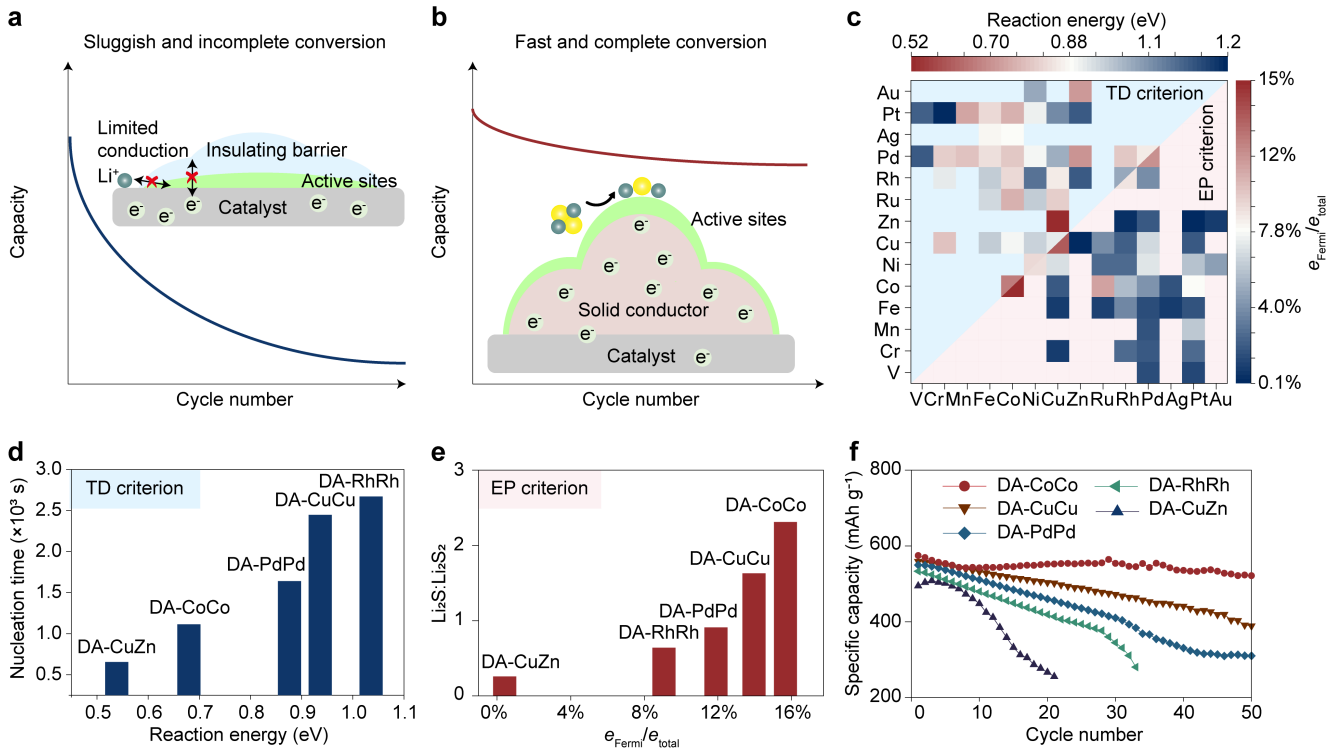 a
Sluggish and incomplete conversion
Capacity
Limited
conduction
Li⁺
Insulating barrier
Active sites
e⁻ e⁻ e⁻ Catalyst e⁻ e⁻
Cycle number
b
Fast and complete conversion
Capacity
Active sites
e⁻
e⁻ e⁻
e⁻ e⁻ e⁻
Solid conductor
e⁻ e⁻ e⁻
Catalyst e⁻
Cycle number
c
Reaction energy (eV)
0.52 0.70 0.88 1.1 1.2
TD criterion
EP criterion
Au
Pt
Ag
Pd
Rh
Ru
Zn
Cu
Ni
Co
Fe
Mn
Cr
V
V Cr Mn Fe Co Ni Cu Zn Ru Rh Pd Ag Pt Au
15%
12%
7.8%
4.0%
0.1%
e_Fermi/e_total
d
TD criterion
Nucleation time (×10³ s)
3.0
2.5
2.0
1.5
1.0
0.5
DA-CuZn
DA-CoCo
DA-PdPd
DA-CuCu
DA-RhRh
0.5 0.6 0.7 0.8 0.9 1.0 1.1
Reaction energy (eV)
e
EP criterion
Li₂S:Li₂S₂
3
2
1
0
DA-CuZn
DA-RhRh
DA-PdPd
DA-CuCu
DA-CoCo
0% 4% 8% 12% 16%
e_Fermi/e_total
f
Specific capacity (mAh g⁻¹)
800
600
400
200
DA-CoCo
DA-CuCu
DA-PdPd
DA-RhRh
DA-CuZn
0 10 20 30 40 50
Cycle number